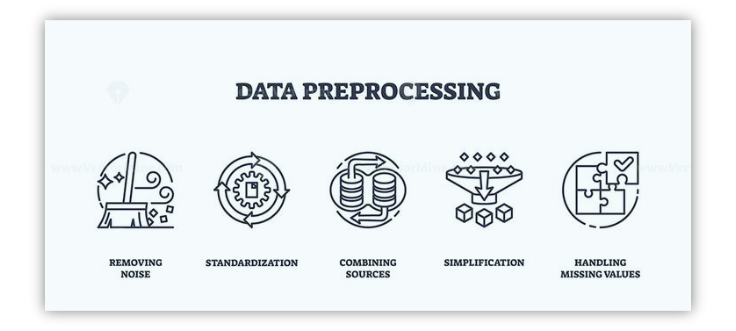 DATA PREPROCESSING
REMOVING
NOISE
STANDARDIZATION
COMBINING
SOURCES
SIMPLIFICATION
HANDLING
MISSING VALUES